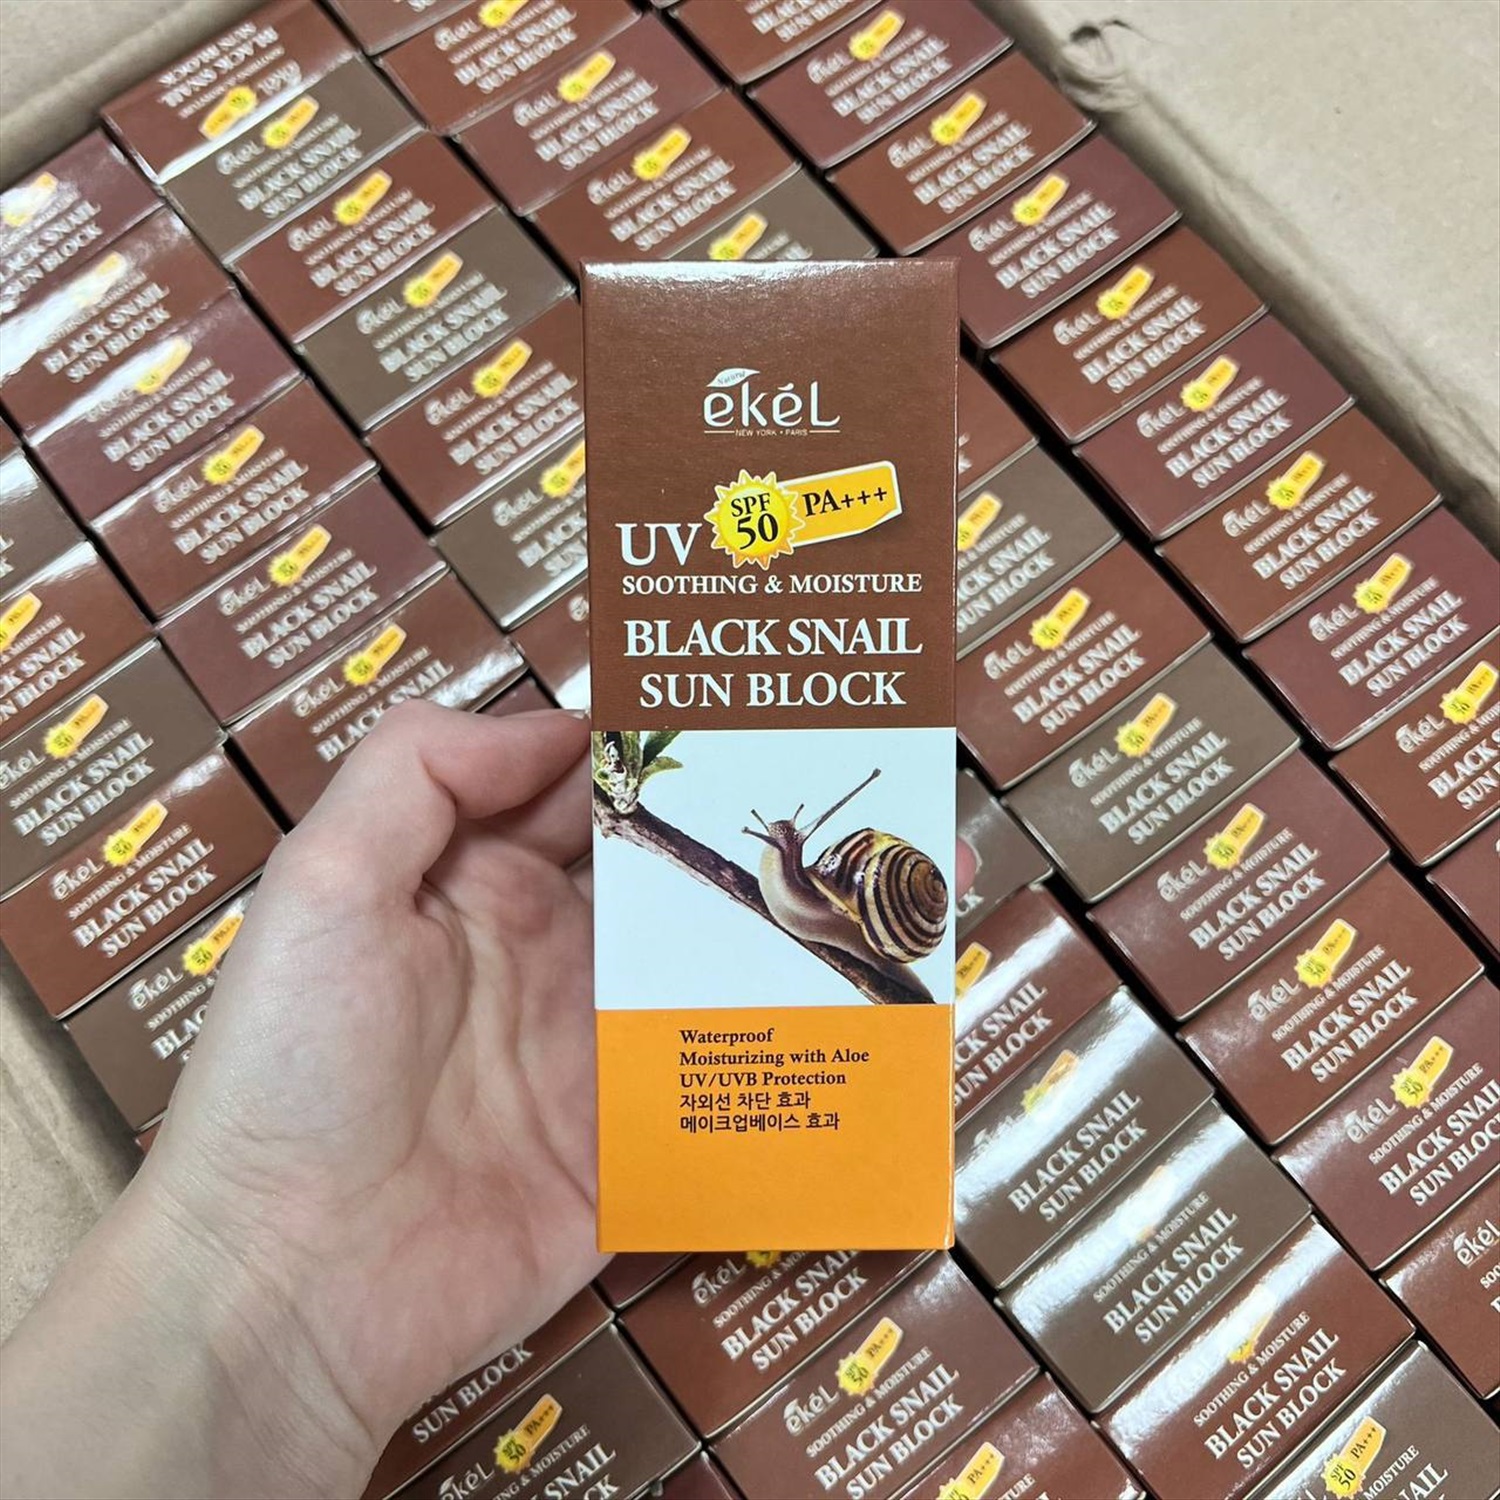 Natural
ēkéL
NEW YORK • PARIS
UV SPF 50 PA+++
SOOTHING & MOISTURE
BLACK SNAIL
SUN BLOCK
Waterproof
Moisturizing with Aloe
UV/UVB Protection
자외선 차단 효과
메이크업베이스 효과